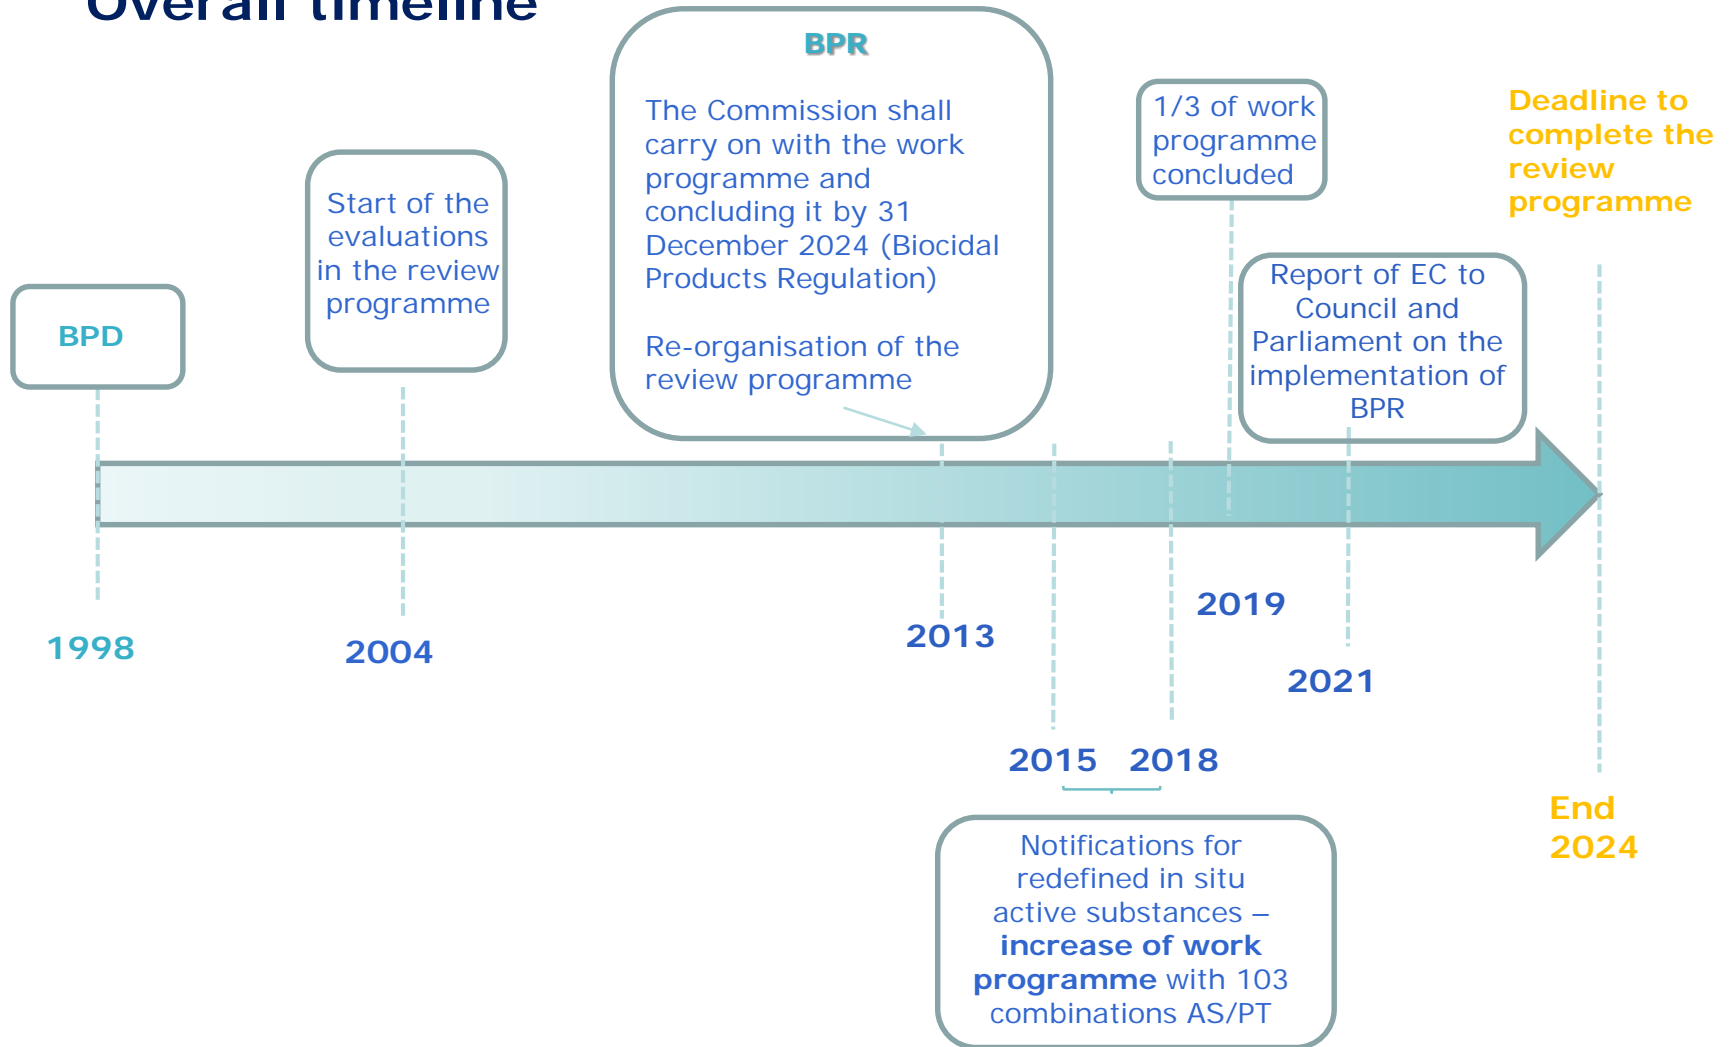 Overall timeline
BPR
The Commission shall
carry on with the work
programme and
concluding it by 31
December 2024 (Biocidal
Products Regulation)
Re-organisation of the
review programme
1/3 of work
programme
concluded
Deadline to
complete the
review
programme
Start of the
evaluations
in the review
programme
BPD
Report of EC to
Council and
Parliament on the
implementation of
BPR
1998
2004
2013
2019
2021
2015 2018
End
2024
Notifications for
redefined in situ
active substances –
increase of work
programme with 103
combinations AS/PT